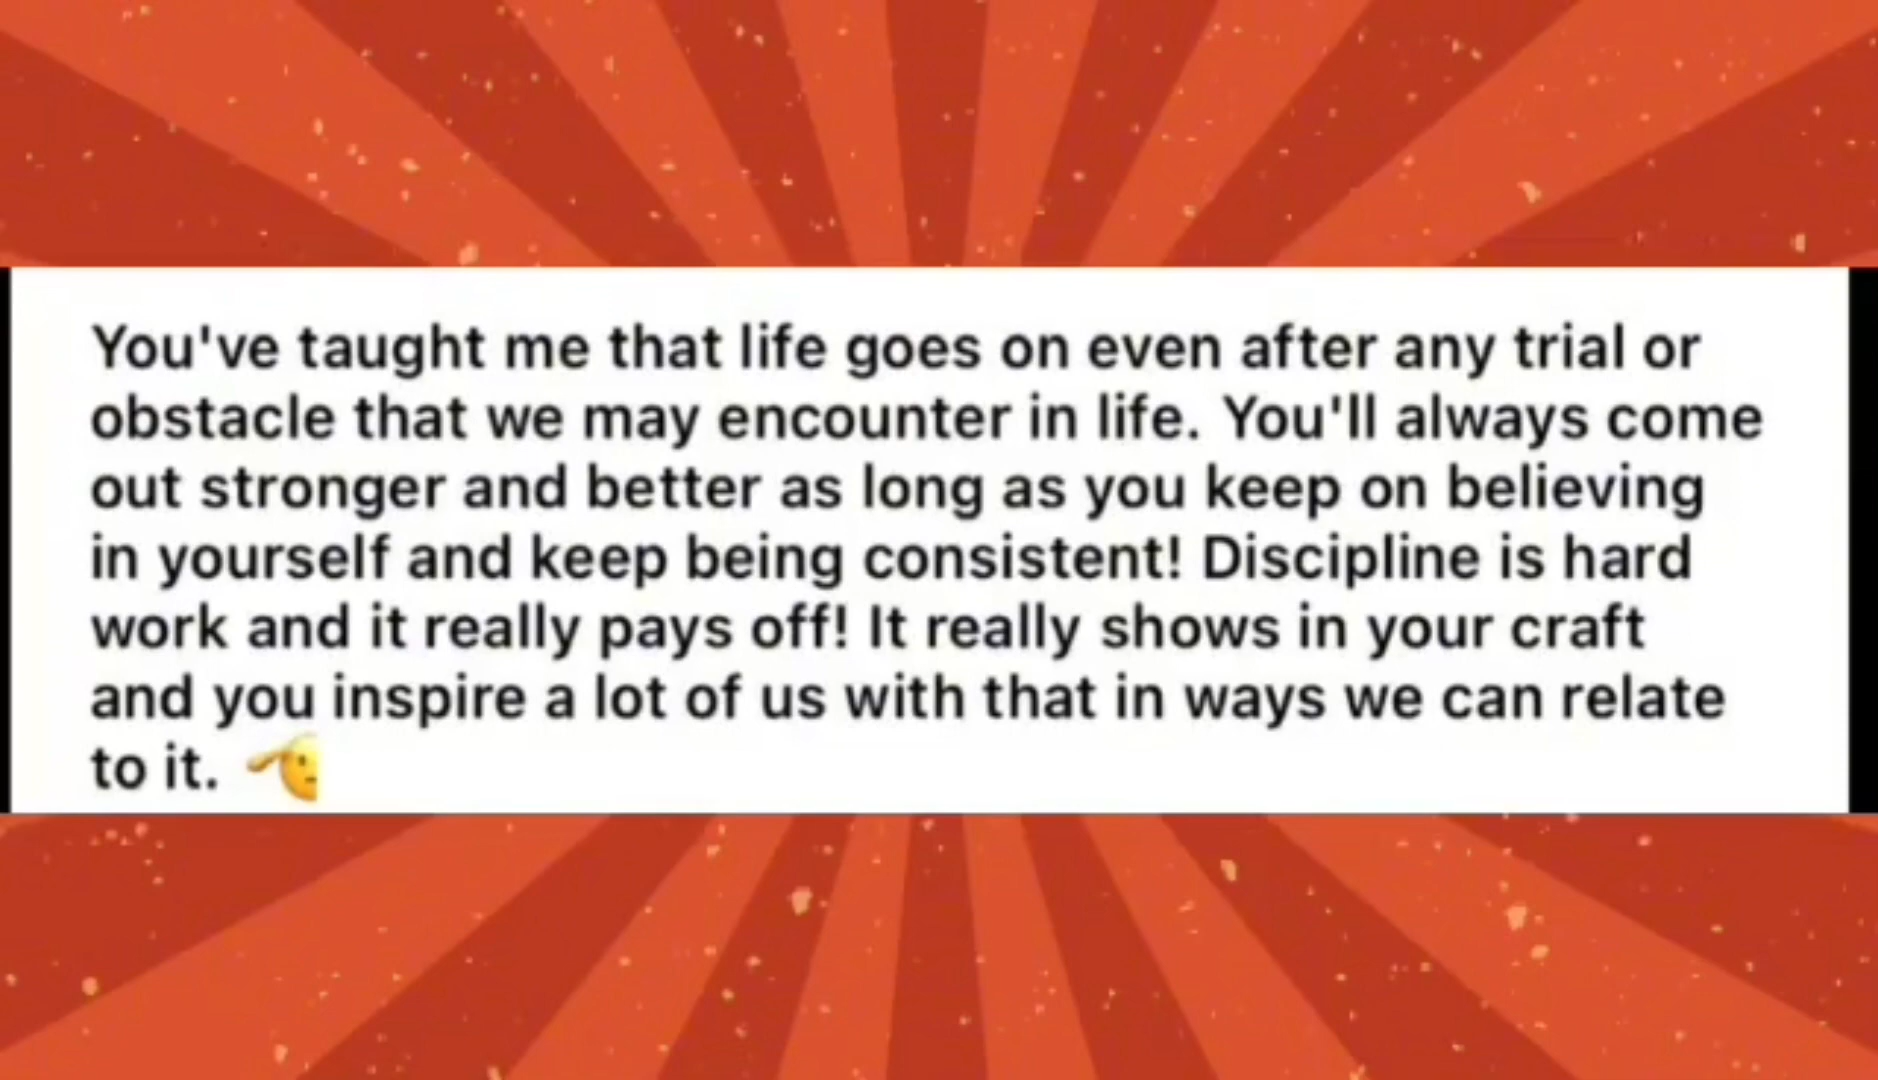 You've taught me that life goes on even after any trial or
obstacle that we may encounter in life. You'll always come
out stronger and better as long as you keep on believing
in yourself and keep being consistent! Discipline is hard
work and it really pays off! It really shows in your craft
and you inspire a lot of us with that in ways we can relate
to it.